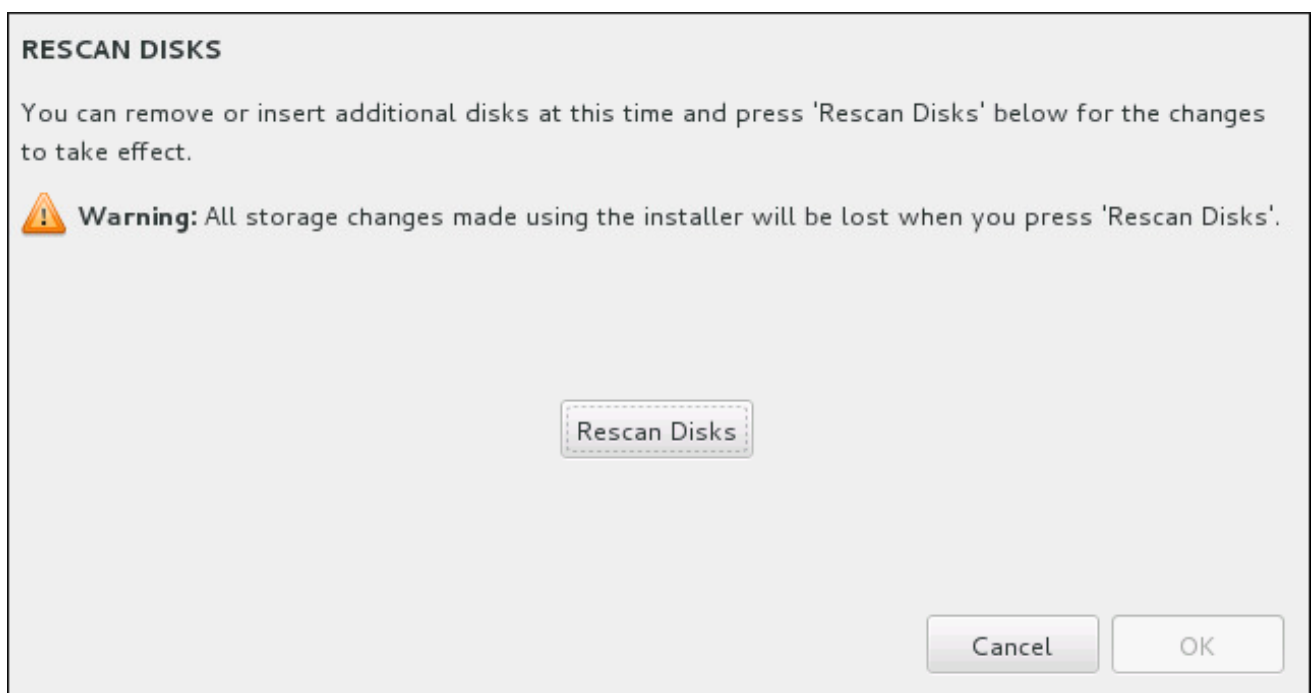 RESCAN DISKS
You can remove or insert additional disks at this time and press 'Rescan Disks' below for the changes
to take effect.
Warning: All storage changes made using the installer will be lost when you press 'Rescan Disks'.
Rescan Disks
Cancel
OK